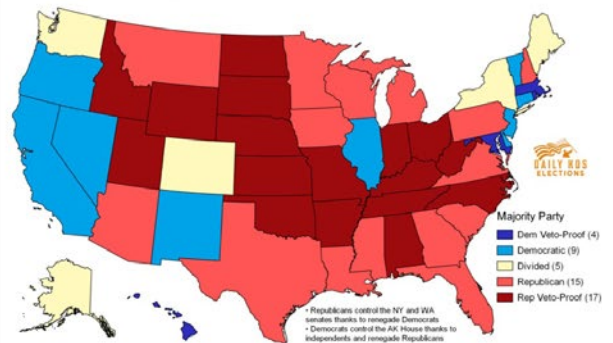 DAILY KOS
ELECTIONS
Majority Party
Dem Veto-Proof (4)
Democratic (9)
Divided (5)
Republican (15)
Rep Veto-Proof (17)
• Republicans control the NY and WA
senates thanks to renegade Democrats
• Democrats control the AK House thanks to
independents and renegade Republicans